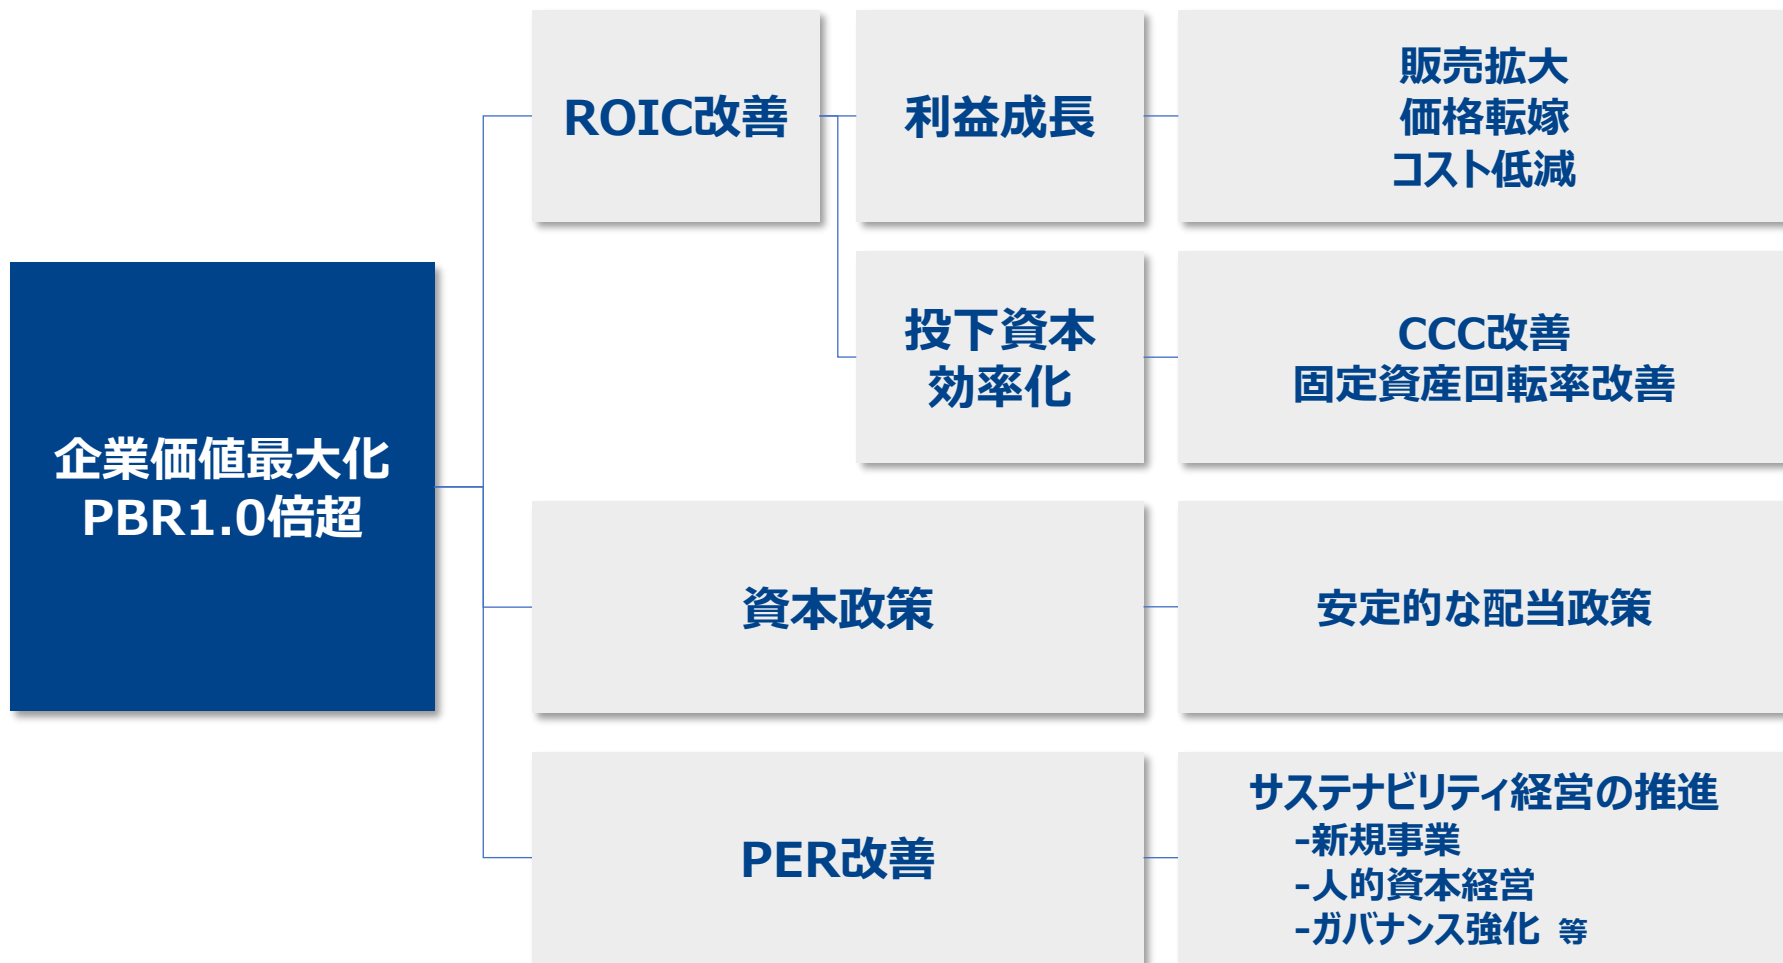 ROIC改善
利益成長
販売拡大
価格転嫁
コスト低減
投下資本
効率化
CCC改善
固定資産回転率改善
企業価値最大化
PBR1.0倍超
資本政策
安定的な配当政策
PER改善
サステナビリティ経営の推進
-新規事業
-人的資本経営
-ガバナンス強化 等